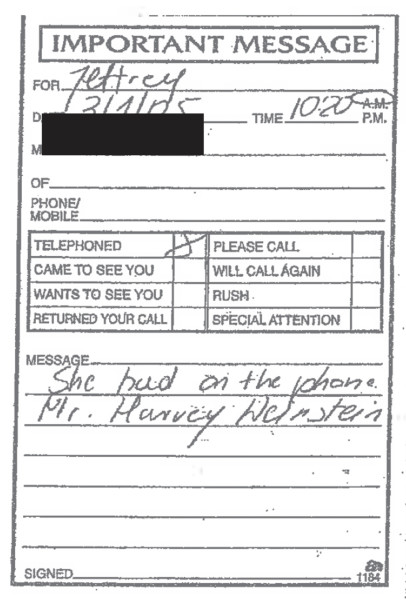 IMPORTANT MESSAGE
FOR Jeffrey
D 3/1/05 TIME 10:20 A.M.
P.M.
M
OF
PHONE/
MOBILE
TELEPHONED PLEASE CALL
CAME TO SEE YOU WILL CALL AGAIN
WANTS TO SEE YOU RUSH
RETURNED YOUR CALL SPECIAL ATTENTION
MESSAGE
She had on the phone
Mr. Harvey Weinstein
SIGNED
1184